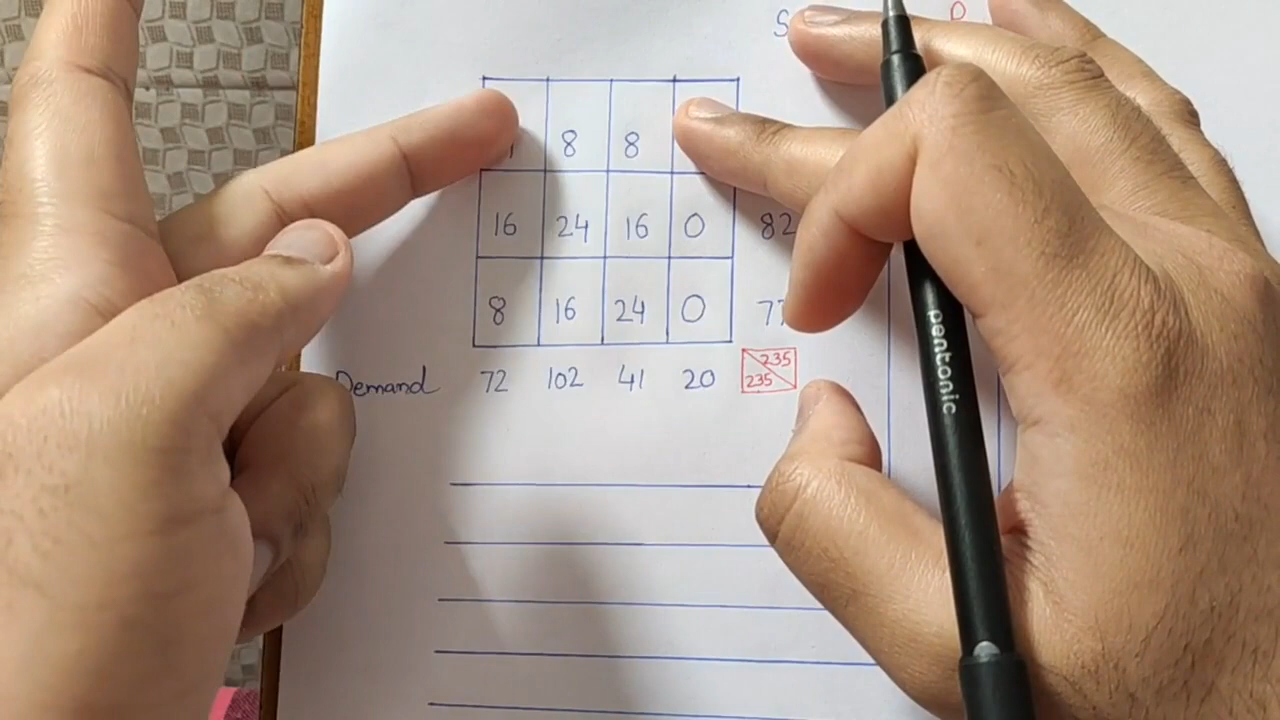 S P
8 8
16 24 16 0 82
8 16 24 0 77
Demand 72 102 41 20 235
235
pentonic